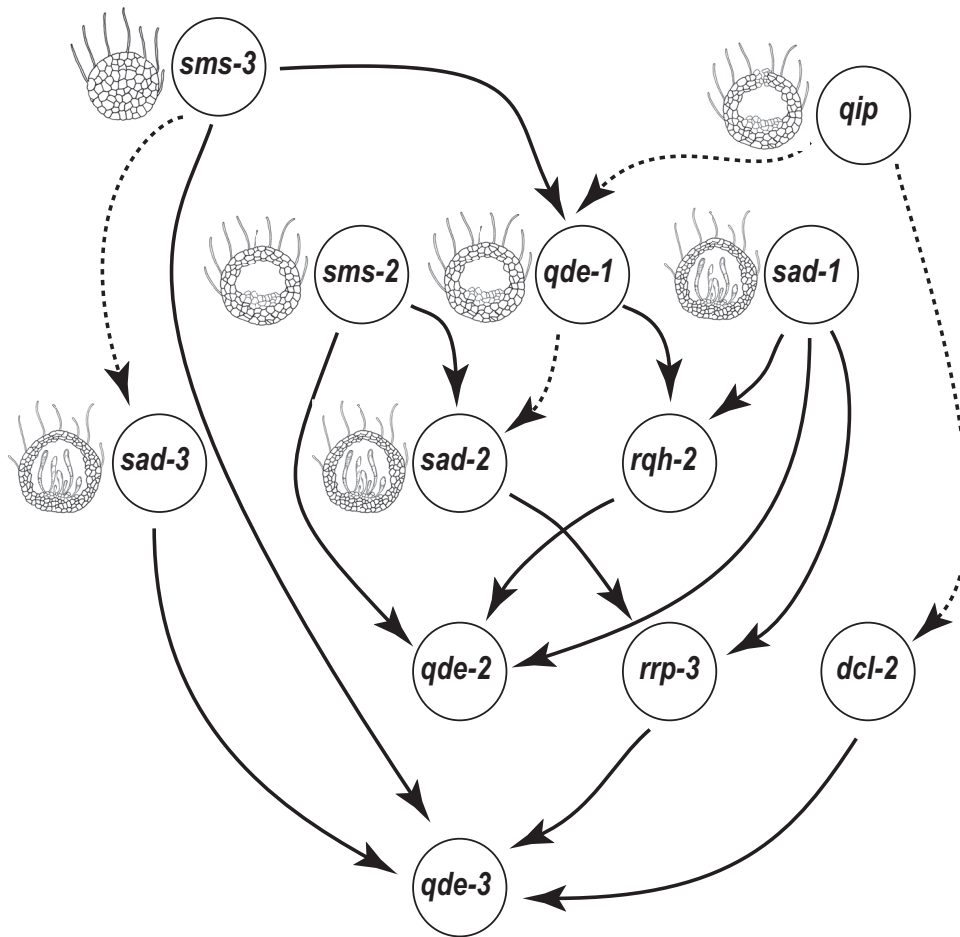 sms-3
qip
sms-2
qde-1
sad-1
sad-3
sad-2
rqh-2
qde-2
rrp-3
dcl-2
qde-3